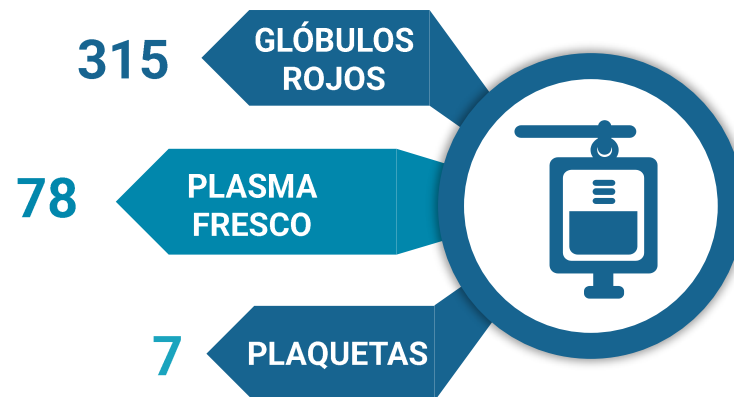 315
GLÓBULOS
ROJOS
78
PLASMA
FRESCO
7
PLAQUETAS